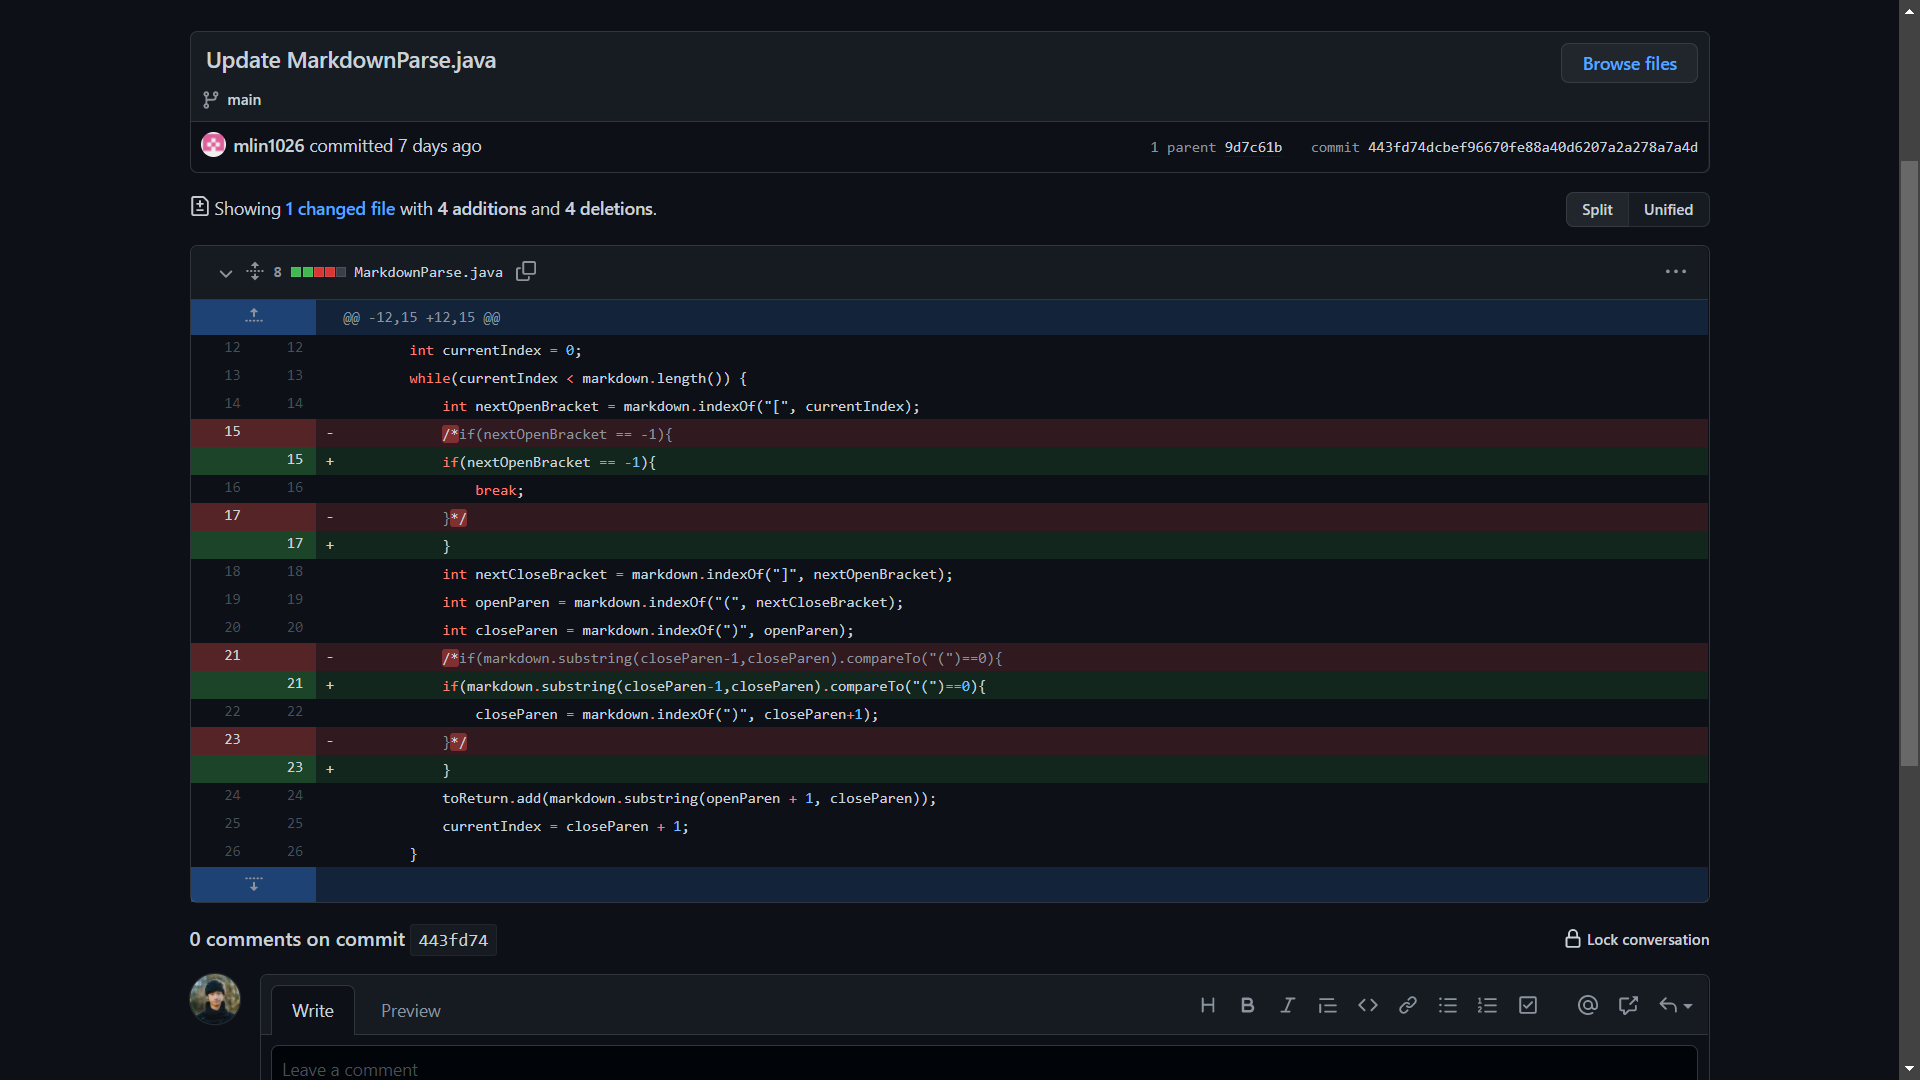 Update MarkdownParse.java
Browse files
main
mlin1026 committed 7 days ago
1 parent 9d7c61b commit 443fd74dcbef96670fe88a40d6207a2a278a7a4d
Showing 1 changed file with 4 additions and 4 deletions.
Split Unified
8 MarkdownParse.java
@@ -12,15 +12,15 @@
12 12 int currentIndex = 0;
13 13 while(currentIndex < markdown.length()) {
14 14 int nextOpenBracket = markdown.indexOf("[", currentIndex);
15 - /*if(nextOpenBracket == -1){
15 + if(nextOpenBracket == -1){
16 16 break;
17 - }*/
17 + }
18 18 int nextCloseBracket = markdown.indexOf("]", nextOpenBracket);
19 19 int openParen = markdown.indexOf("(", nextCloseBracket);
20 20 int closeParen = markdown.indexOf(")", openParen);
21 - /*if(markdown.substring(closeParen-1,closeParen).compareTo("(")==0){
21 + if(markdown.substring(closeParen-1,closeParen).compareTo("(")==0){
22 22 closeParen = markdown.indexOf(")", closeParen+1);
23 - }*/
23 + }
24 24 toReturn.add(markdown.substring(openParen + 1, closeParen));
25 25 currentIndex = closeParen + 1;
26 26 }
0 comments on commit 443fd74
Lock conversation
Write Preview
Leave a comment